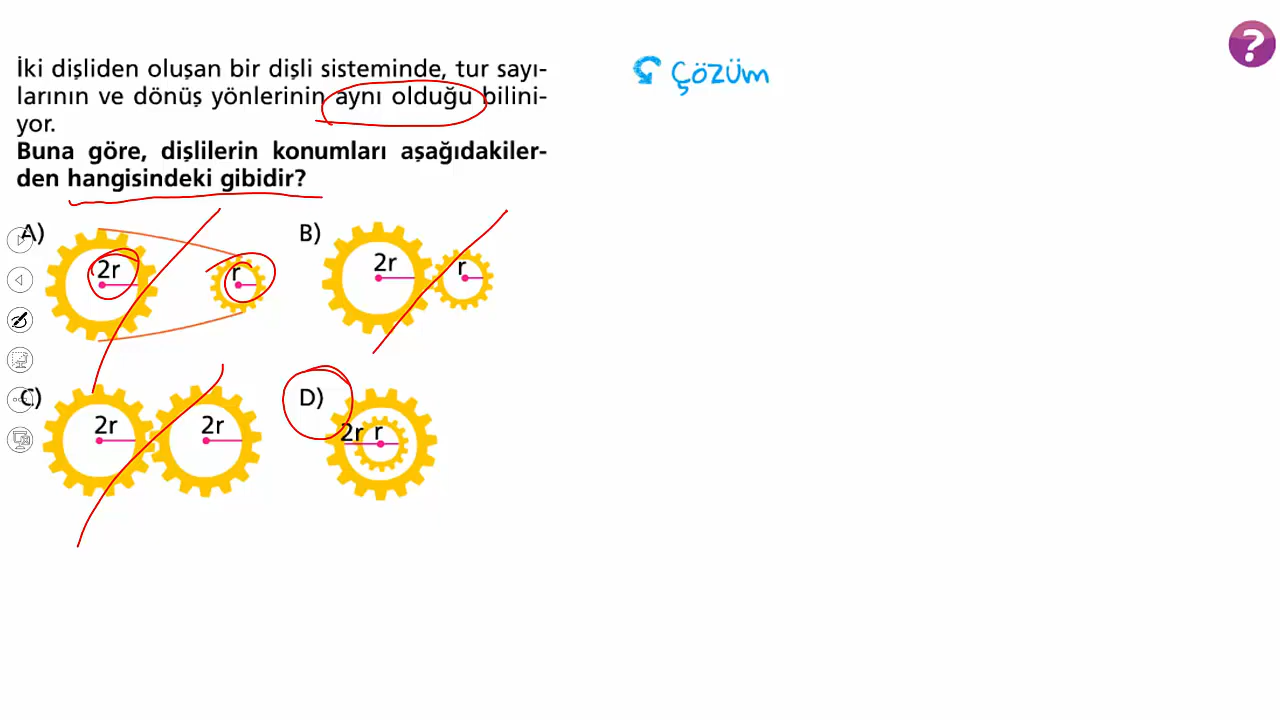 ?
Çözüm
İki dişliden oluşan bir dişli sisteminde, tur sayı-
larının ve dönüş yönlerinin aynı olduğu bilini-
yor.
Buna göre, dişlilerin konumları aşağıdakiler-
den hangisindeki gibidir?
A) 2r r
B) 2r r
C) 2r 2r
D) 2r r